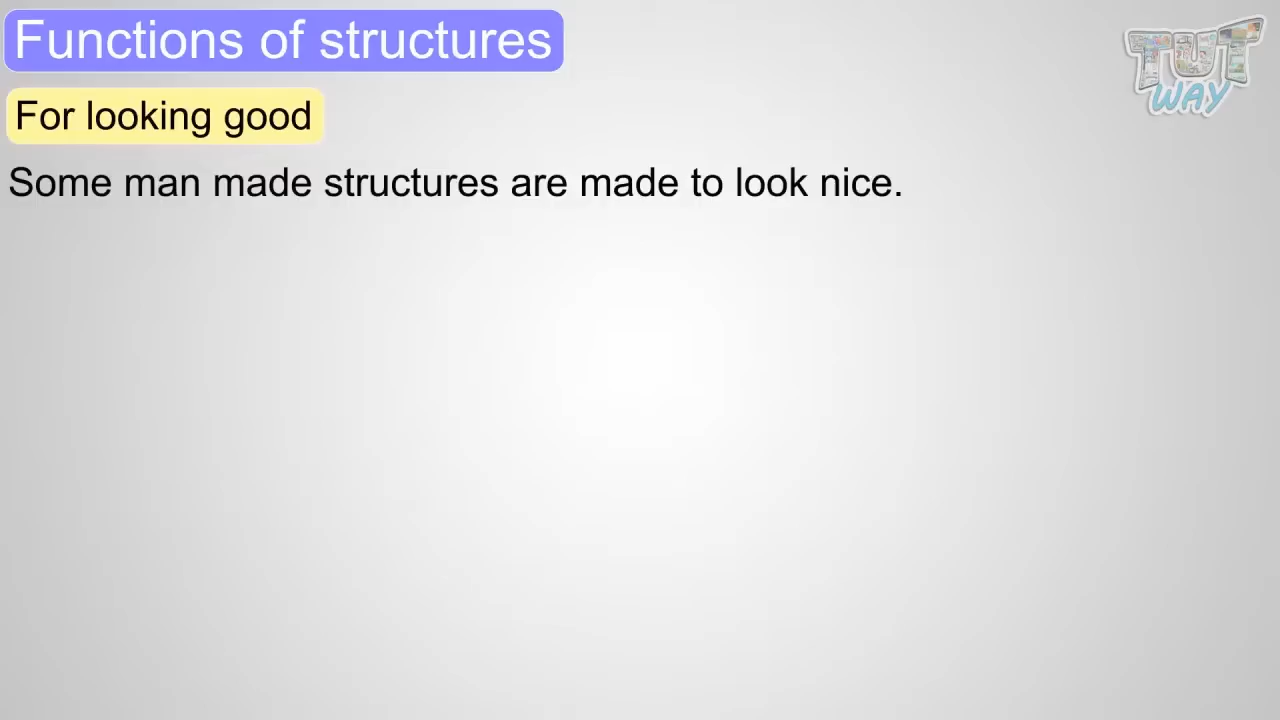 Functions of structures
For looking good
Some man made structures are made to look nice.
TUT
WAY